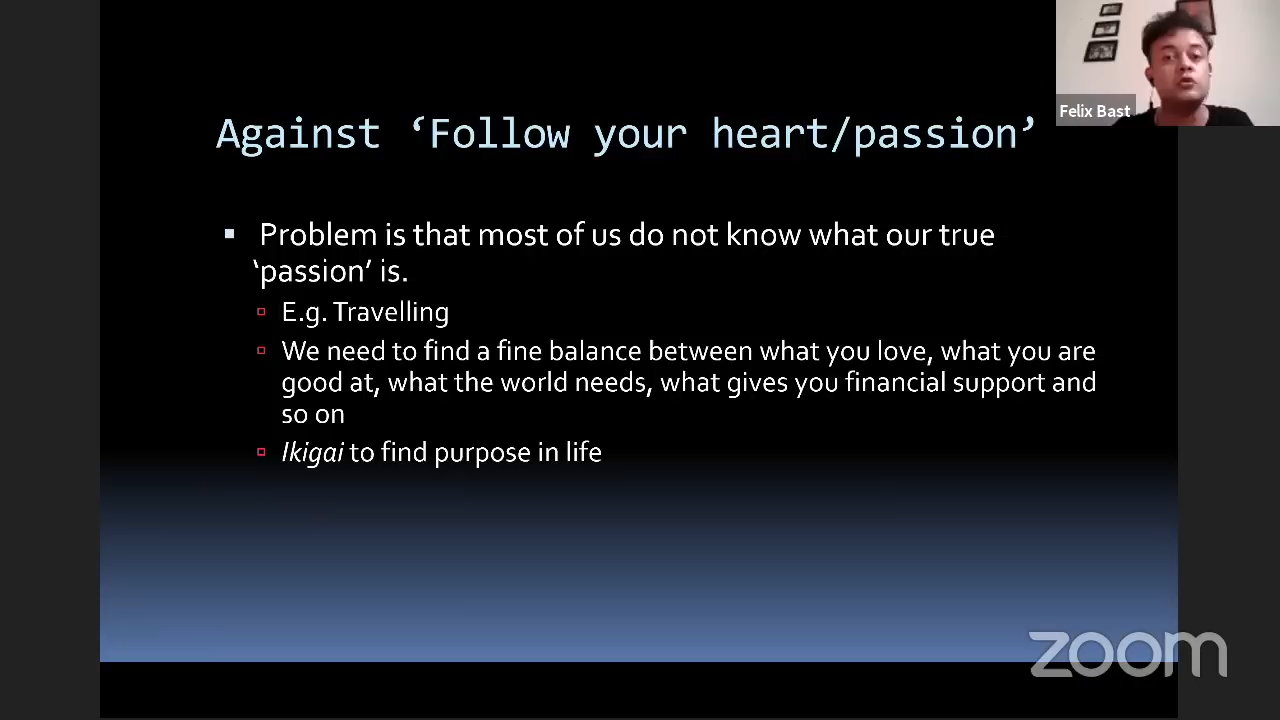 Felix Bast
Against ‘Follow your heart/passion’
▪ Problem is that most of us do not know what our true
‘passion’ is.
▫ E.g. Travelling
▫ We need to find a fine balance between what you love, what you are
good at, what the world needs, what gives you financial support and
so on
▫ Ikigai to find purpose in life
zoom